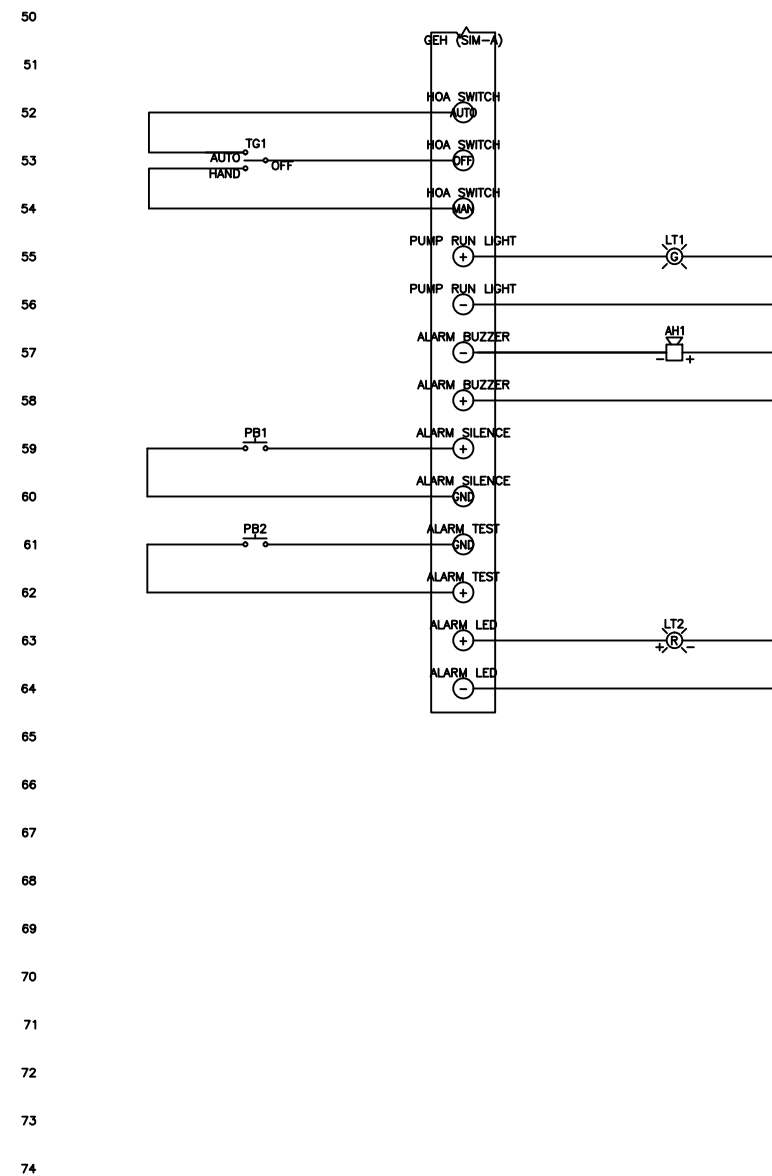 50
GEH (SIM-A)
51
HOA SWITCH
52
AUTO
TG1
HOA SWITCH
AUTO
53
OFF
OFF
HAND
HOA SWITCH
54
MAN
PUMP RUN LIGHT
LT1
55
+
G
PUMP RUN LIGHT
56
-
ALARM BUZZER
AH1
57
-
- +
ALARM BUZZER
58
+
PB1
ALARM SILENCE
59
+
ALARM SILENCE
60
GND
PB2
ALARM TEST
61
GND
ALARM TEST
62
+
ALARM LED
LT2
63
+
R
+ -
ALARM LED
64
-
65
66
67
68
69
70
71
72
73
74